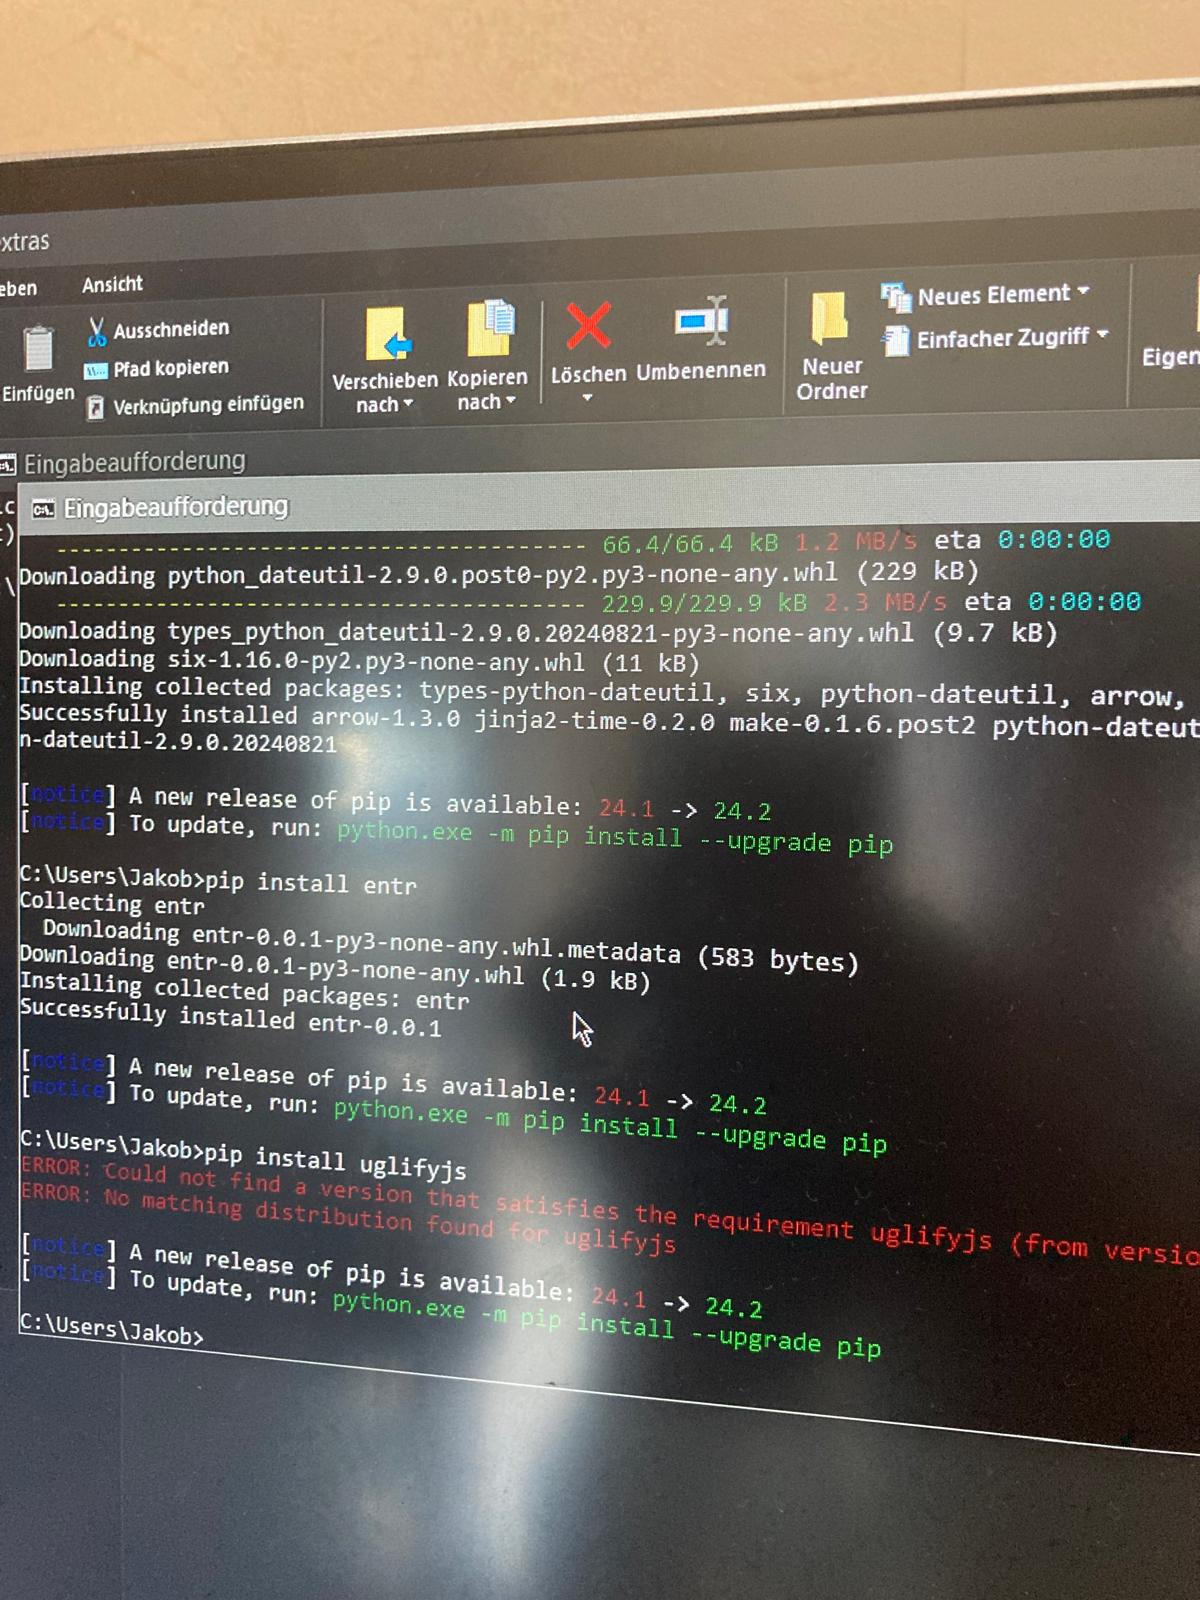 xtras
eben Ansicht
Einfügen
Ausschneiden
Pfad kopieren
Verknüpfung einfügen
Verschieben nach
Kopieren nach
Löschen
Umbenennen
Neuer Ordner
Neues Element
Einfacher Zugriff
Eigen
Eingabeaufforderung
Eingabeaufforderung
---------------------------------------- 66.4/66.4 kB 1.2 MB/s eta 0:00:00
Downloading python_dateutil-2.9.0.post0-py2.py3-none-any.whl (229 kB)
---------------------------------------- 229.9/229.9 kB 2.3 MB/s eta 0:00:00
Downloading types_python_dateutil-2.9.0.20240821-py3-none-any.whl (9.7 kB)
Downloading six-1.16.0-py2.py3-none-any.whl (11 kB)
Installing collected packages: types-python-dateutil, six, python-dateutil, arrow,
Successfully installed arrow-1.3.0 jinja2-time-0.2.0 make-0.1.6.post2 python-dateut
n-dateutil-2.9.0.20240821
[notice] A new release of pip is available: 24.1 -> 24.2
[notice] To update, run: python.exe -m pip install --upgrade pip
C:\Users\Jakob>pip install entr
Collecting entr
Downloading entr-0.0.1-py3-none-any.whl.metadata (583 bytes)
Downloading entr-0.0.1-py3-none-any.whl (1.9 kB)
Installing collected packages: entr
Successfully installed entr-0.0.1
[notice] A new release of pip is available: 24.1 -> 24.2
[notice] To update, run: python.exe -m pip install --upgrade pip
C:\Users\Jakob>pip install uglifyjs
ERROR: Could not find a version that satisfies the requirement uglifyjs (from versio
ERROR: No matching distribution found for uglifyjs
[notice] A new release of pip is available: 24.1 -> 24.2
[notice] To update, run: python.exe -m pip install --upgrade pip
C:\Users\Jakob>